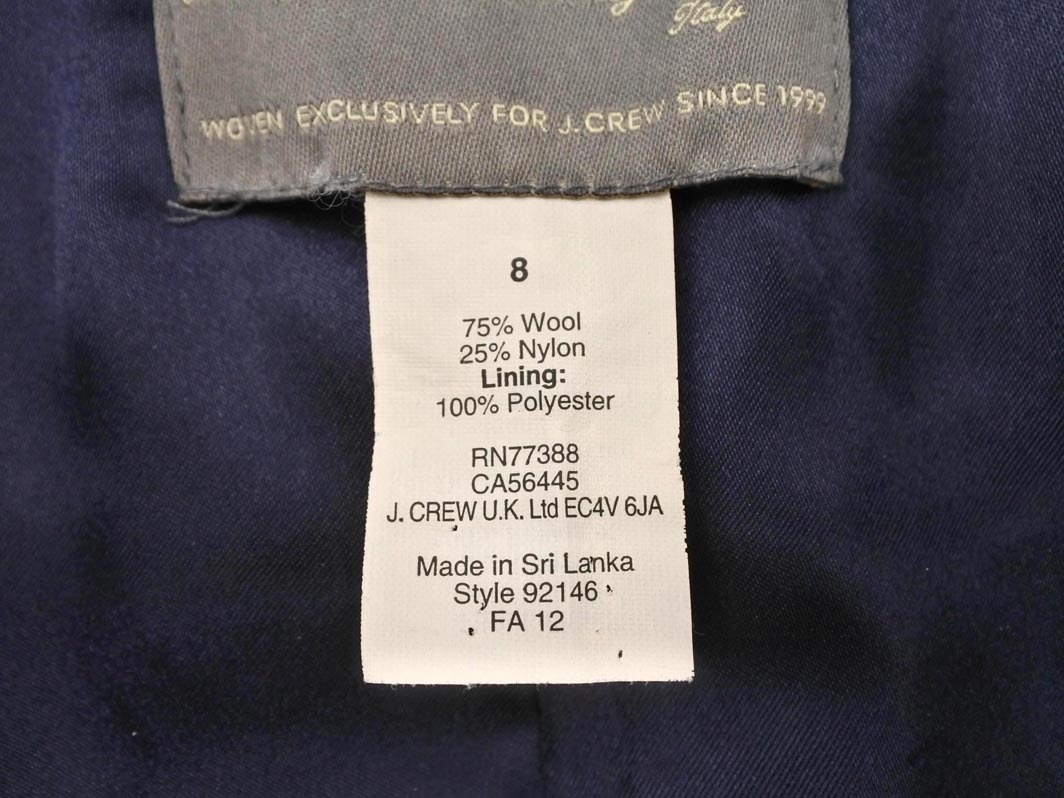 Italy
WOVEN EXCLUSIVELY FOR J.CREW SINCE 1999
8
75% Wool
25% Nylon
Lining:
100% Polyester
RN77388
CA56445
J. CREW U.K. Ltd EC4V 6JA
Made in Sri Lanka
Style 92146
FA 12